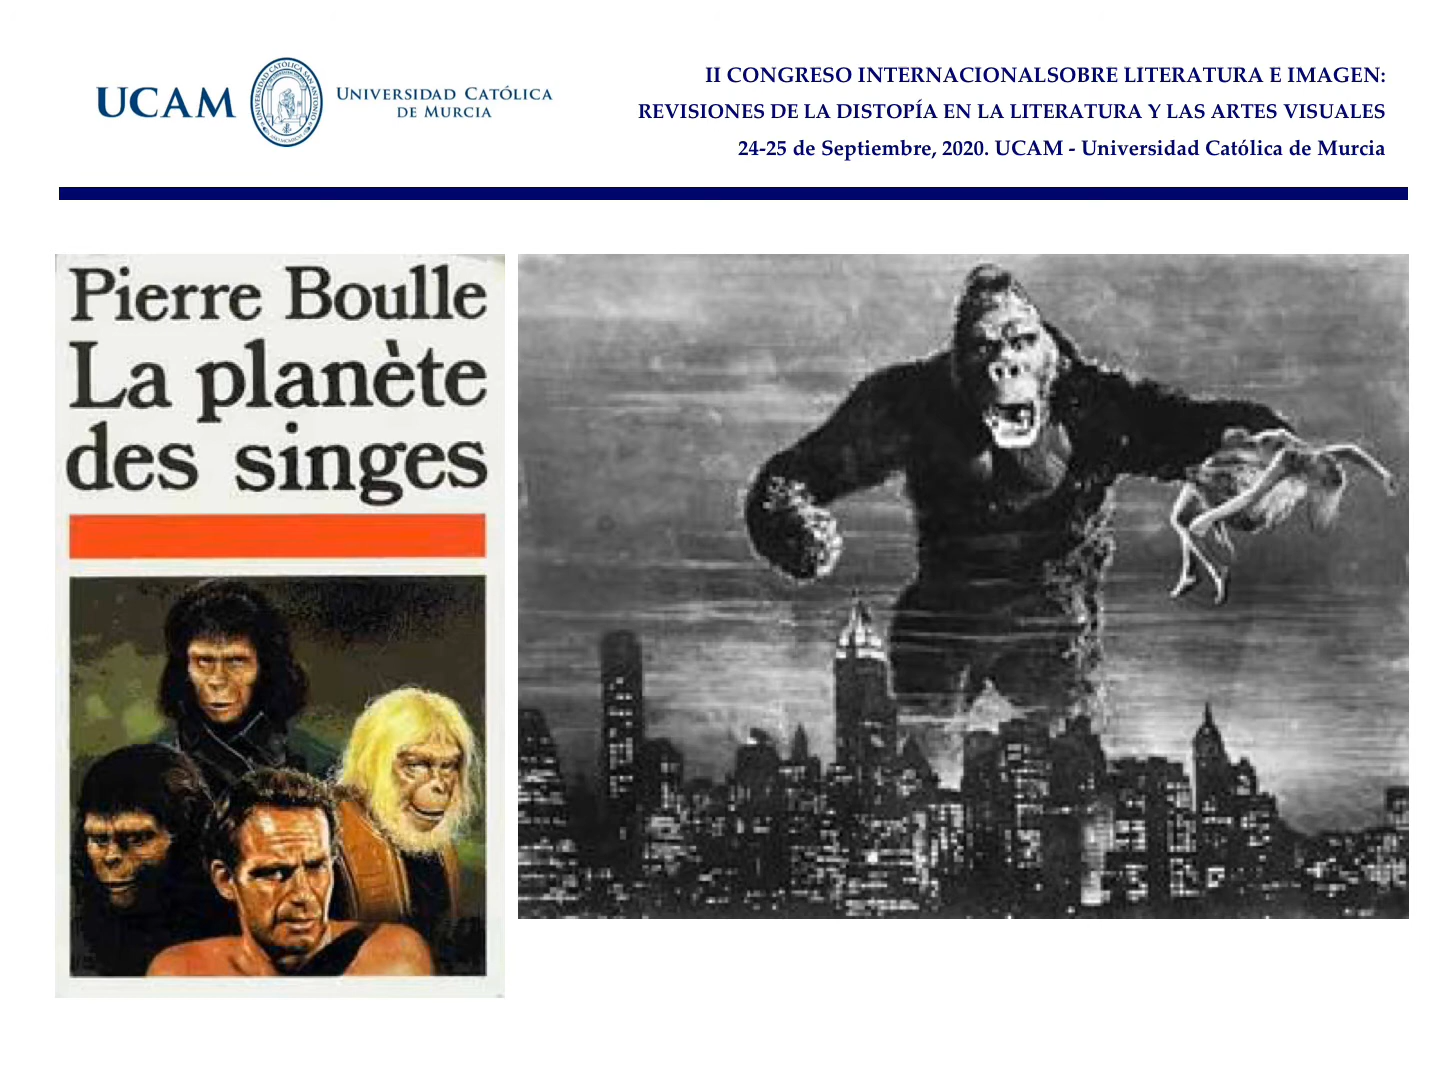 UCAM
UNIVERSIDAD CATÓLICA
DE MURCIA
II CONGRESO INTERNACIONALSOBRE LITERATURA E IMAGEN:
REVISIONES DE LA DISTOPÍA EN LA LITERATURA Y LAS ARTES VISUALES
24-25 de Septiembre, 2020. UCAM - Universidad Católica de Murcia
Pierre Boulle
La planète
des singes